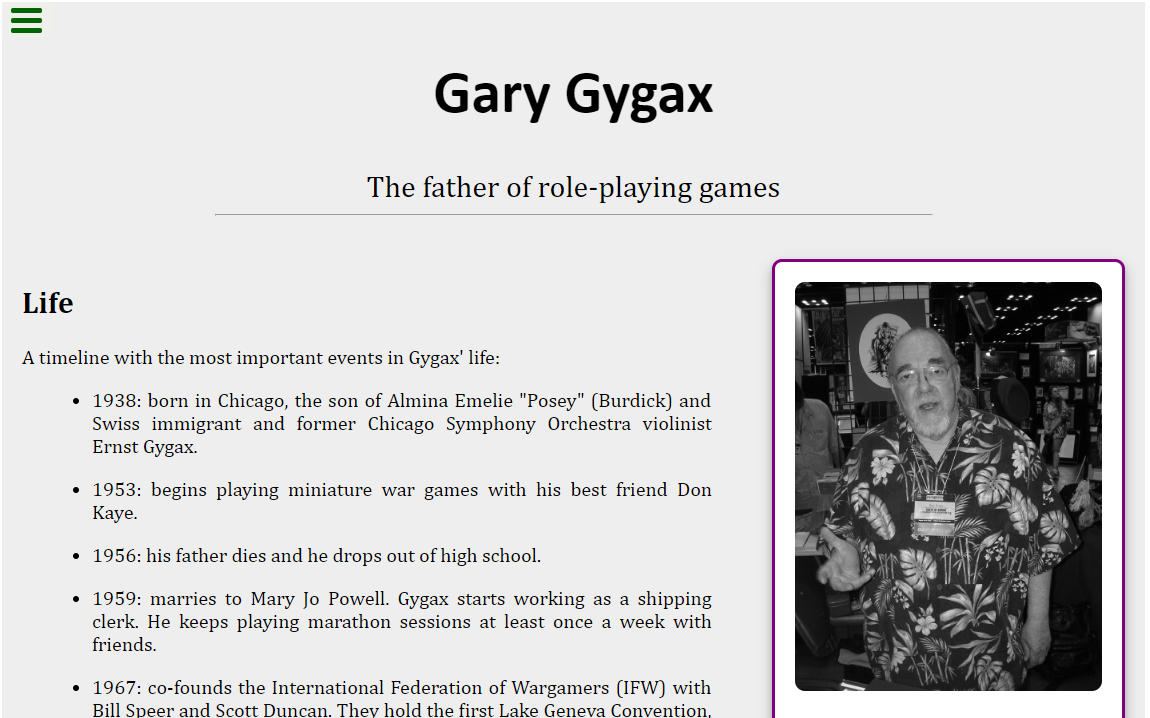 Gary Gygax
The father of role-playing games
Life
A timeline with the most important events in Gygax' life:
1938: born in Chicago, the son of Almina Emelie "Posey" (Burdick) and
Swiss immigrant and former Chicago Symphony Orchestra violinist
Ernst Gygax.
1953: begins playing miniature war games with his best friend Don
Kaye.
1956: his father dies and he drops out of high school.
1959: marries to Mary Jo Powell. Gygax starts working as a shipping
clerk. He keeps playing marathon sessions at least once a week with
friends.
1967: co-founds the International Federation of Wargamers (IFW) with
Bill Speer and Scott Duncan. They hold the first Lake Geneva Convention,